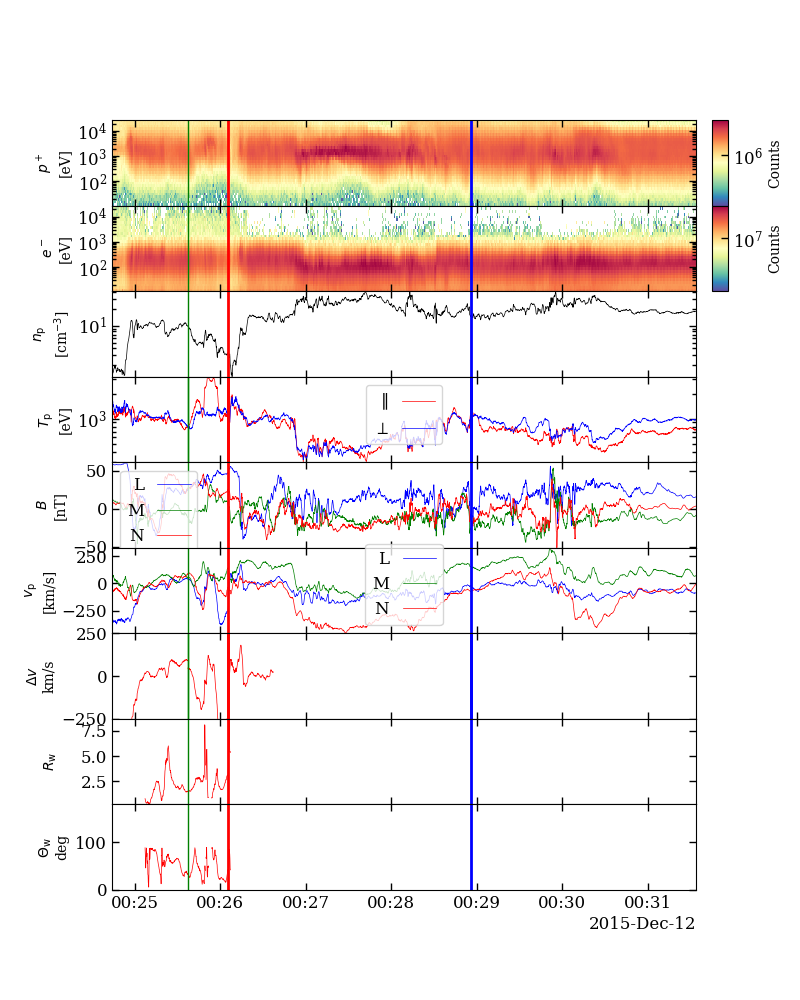 10⁴
10³
10²
p⁺
[eV]
10⁶
Counts
10⁴
10³
10²
e⁻
[eV]
10⁷
Counts
10¹
nₚ
[cm⁻³]
10³
Tₚ
[eV]
∥
⊥
50
0
−50
B
[nT]
L
M
N
250
0
−250
vₚ
[km/s]
L
M
N
250
0
−250
Δv
km/s
7.5
5.0
2.5
R_w
100
0
Θ_w
deg
00:25 00:26 00:27 00:28 00:29 00:30 00:31
2015-Dec-12